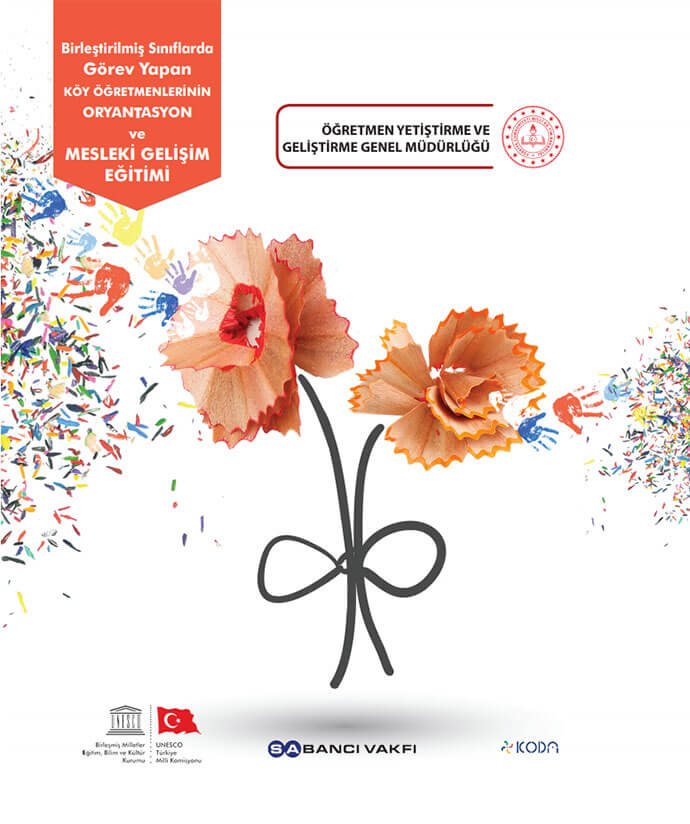 Birleştirilmiş Sınıflarda
Görev Yapan
KÖY ÖĞRETMENLERİNİN
ORYANTASYON
ve
MESLEKİ GELİŞİM
EĞİTİMİ
ÖĞRETMEN YETİŞTİRME VE
GELİŞTİRME GENEL MÜDÜRLÜĞÜ
UNESCO
Birleşmiş Milletler
Eğitim, Bilim ve Kültür
Kurumu
UNESCO
Türkiye
Milli Komisyonu
SABANCI VAKFI
KODA